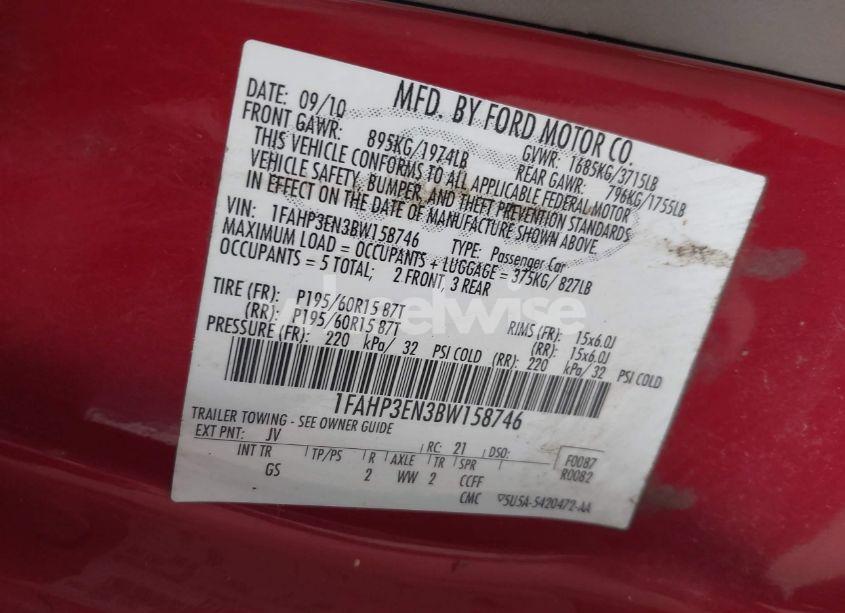 MFD. BY FORD MOTOR CO.
DATE: 09/10 GVWR: 1685KG/3715LB
FRONT GAWR: 895KG/1974LB REAR GAWR: 796KG/1755LB
THIS VEHICLE CONFORMS TO ALL APPLICABLE FEDERAL MOTOR
VEHICLE SAFETY, BUMPER, AND THEFT PREVENTION STANDARDS
IN EFFECT ON THE DATE OF MANUFACTURE SHOWN ABOVE.
VIN: 1FAHP3EN3BW158746
TYPE: Passenger Car
MAXIMUM LOAD = OCCUPANTS + LUGGAGE = 375KG/ 827LB
OCCUPANTS = 5 TOTAL; 2 FRONT, 3 REAR
TIRE (FR): P195/60R15 87T RIMS (FR): 15x6.0J
(RR): P195/60R15 87T (RR): 15x6.0J
PRESSURE (FR): 220 kPa/ 32 PSI COLD (RR): 220 kPa/ 32 PSI COLD
wheelwise
1FAHP3EN3BW158746
TRAILER TOWING - SEE OWNER GUIDE
EXT PNT: JV RC: 21 DSO: F0087
R0082
INT TR TP/PS R AXLE TR SPR
GS 2 WW 2 CCFF
CMC 5U5A-5420472-AA